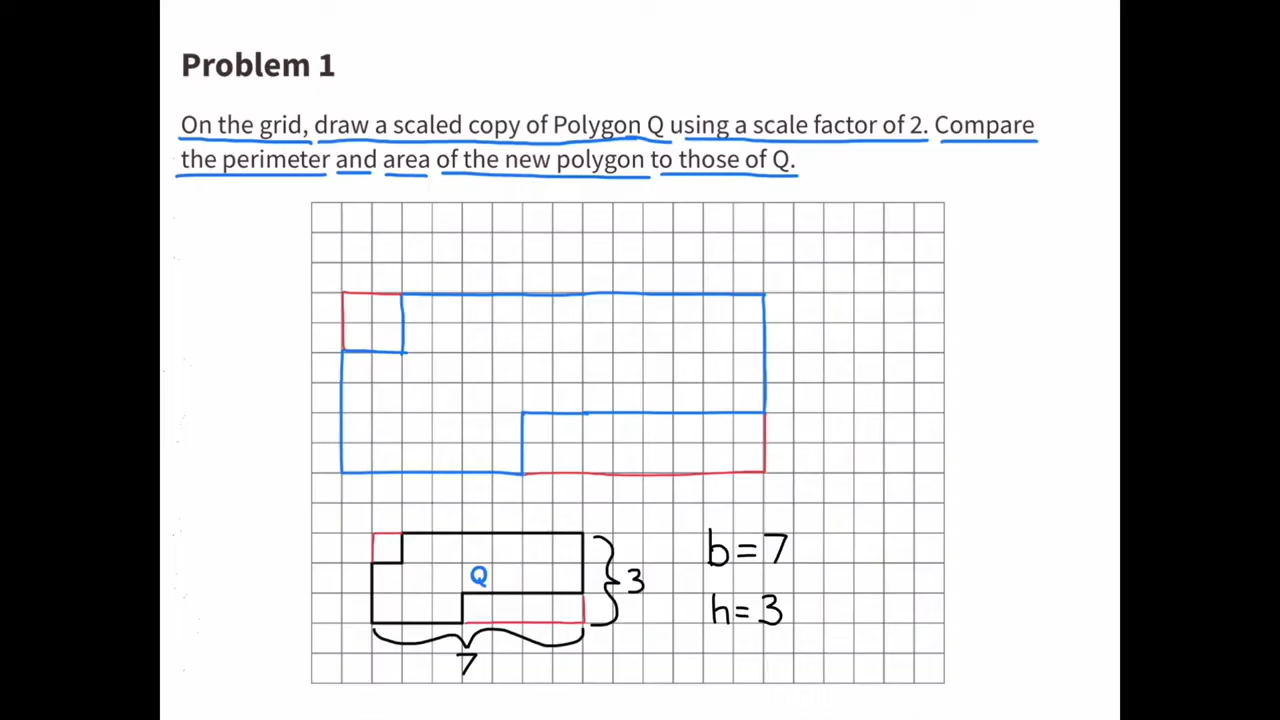 Problem 1
On the grid, draw a scaled copy of Polygon Q using a scale factor of 2. Compare
the perimeter and area of the new polygon to those of Q.
Q
3
7
b=7
h=3